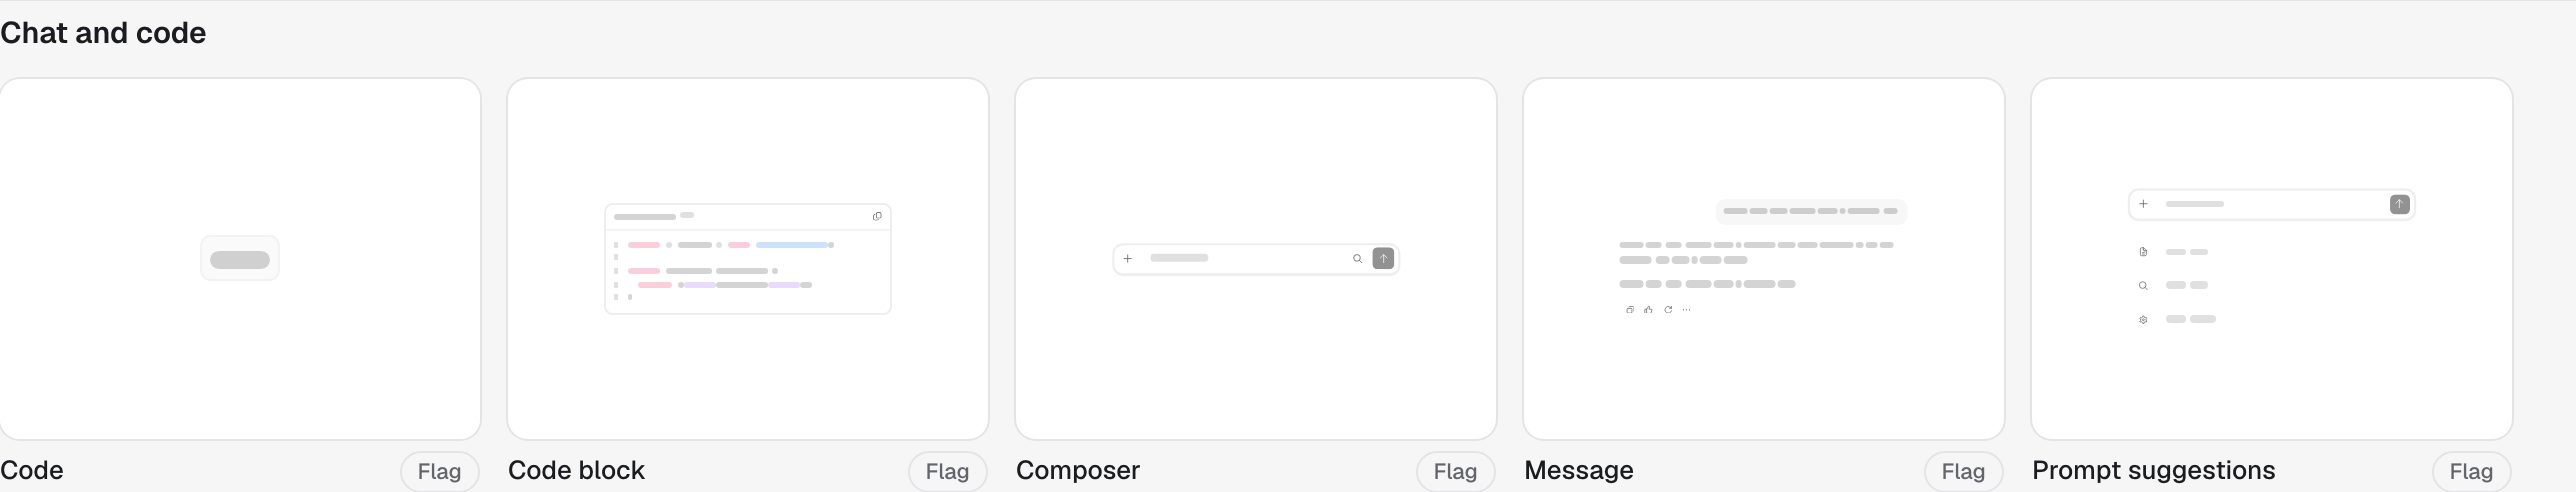 Chat and code
Code
Flag
Code block
Flag
Composer
Flag
Message
Flag
Prompt suggestions
Flag